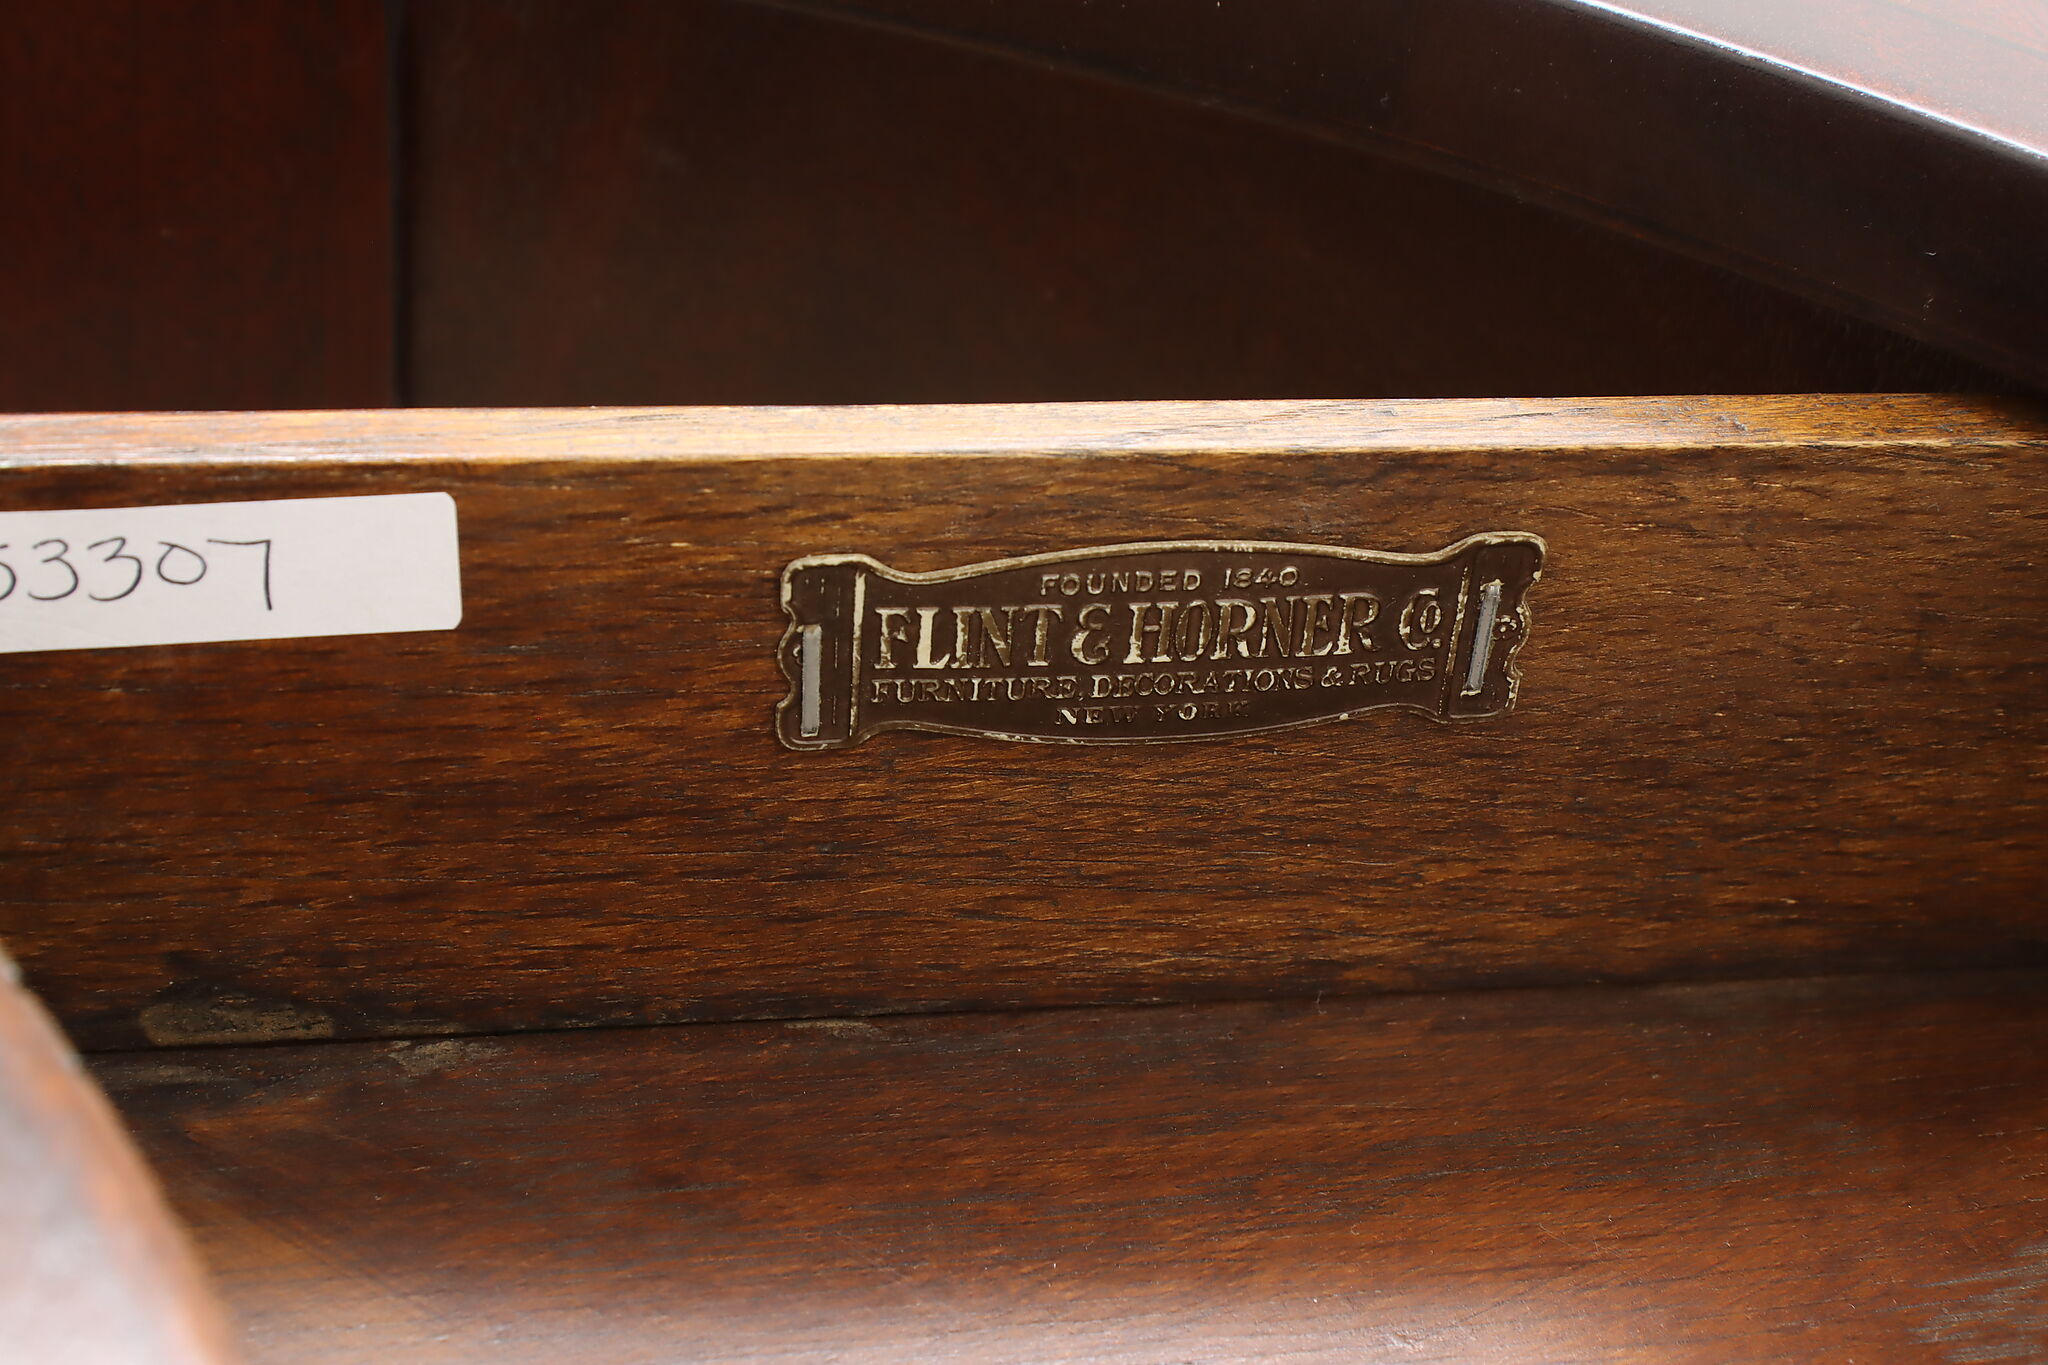 53307
FOUNDED 1840
FLINT & HORNER Co.
FURNITURE, DECORATIONS & RUGS
NEW YORK